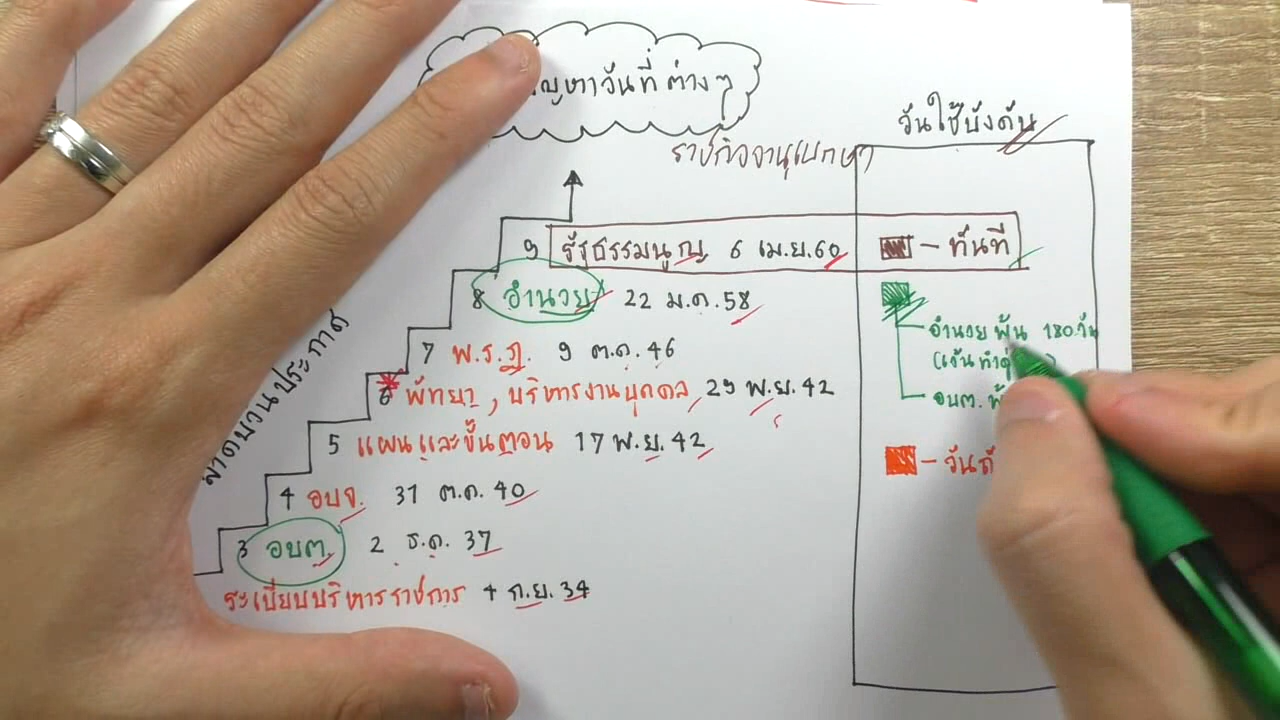 วันที่ ต่างๆ
วันใช้บังคับ
ราชกิจจานุเบกษา
9 รัฐธรรมนูญ 6 เม.ย.60 - ทันที
8 อำนวย 22 ม.ค.58
อำนวย พ้น 180 วัน
7 พ.ร.ฎ. 9 ต.ค.46
6 พัทยา, บริหารงานบุคคล 29 พ.ย.42
อบต.
5 แผนและขั้นตอน 17 พ.ย.42
- วัน
4 อบจ. 31 ต.ค.40
3 อบต. 2 ธ.ค. 37
ระเบียบบริหารราชการ 4 ก.ย.34
ประกาศ